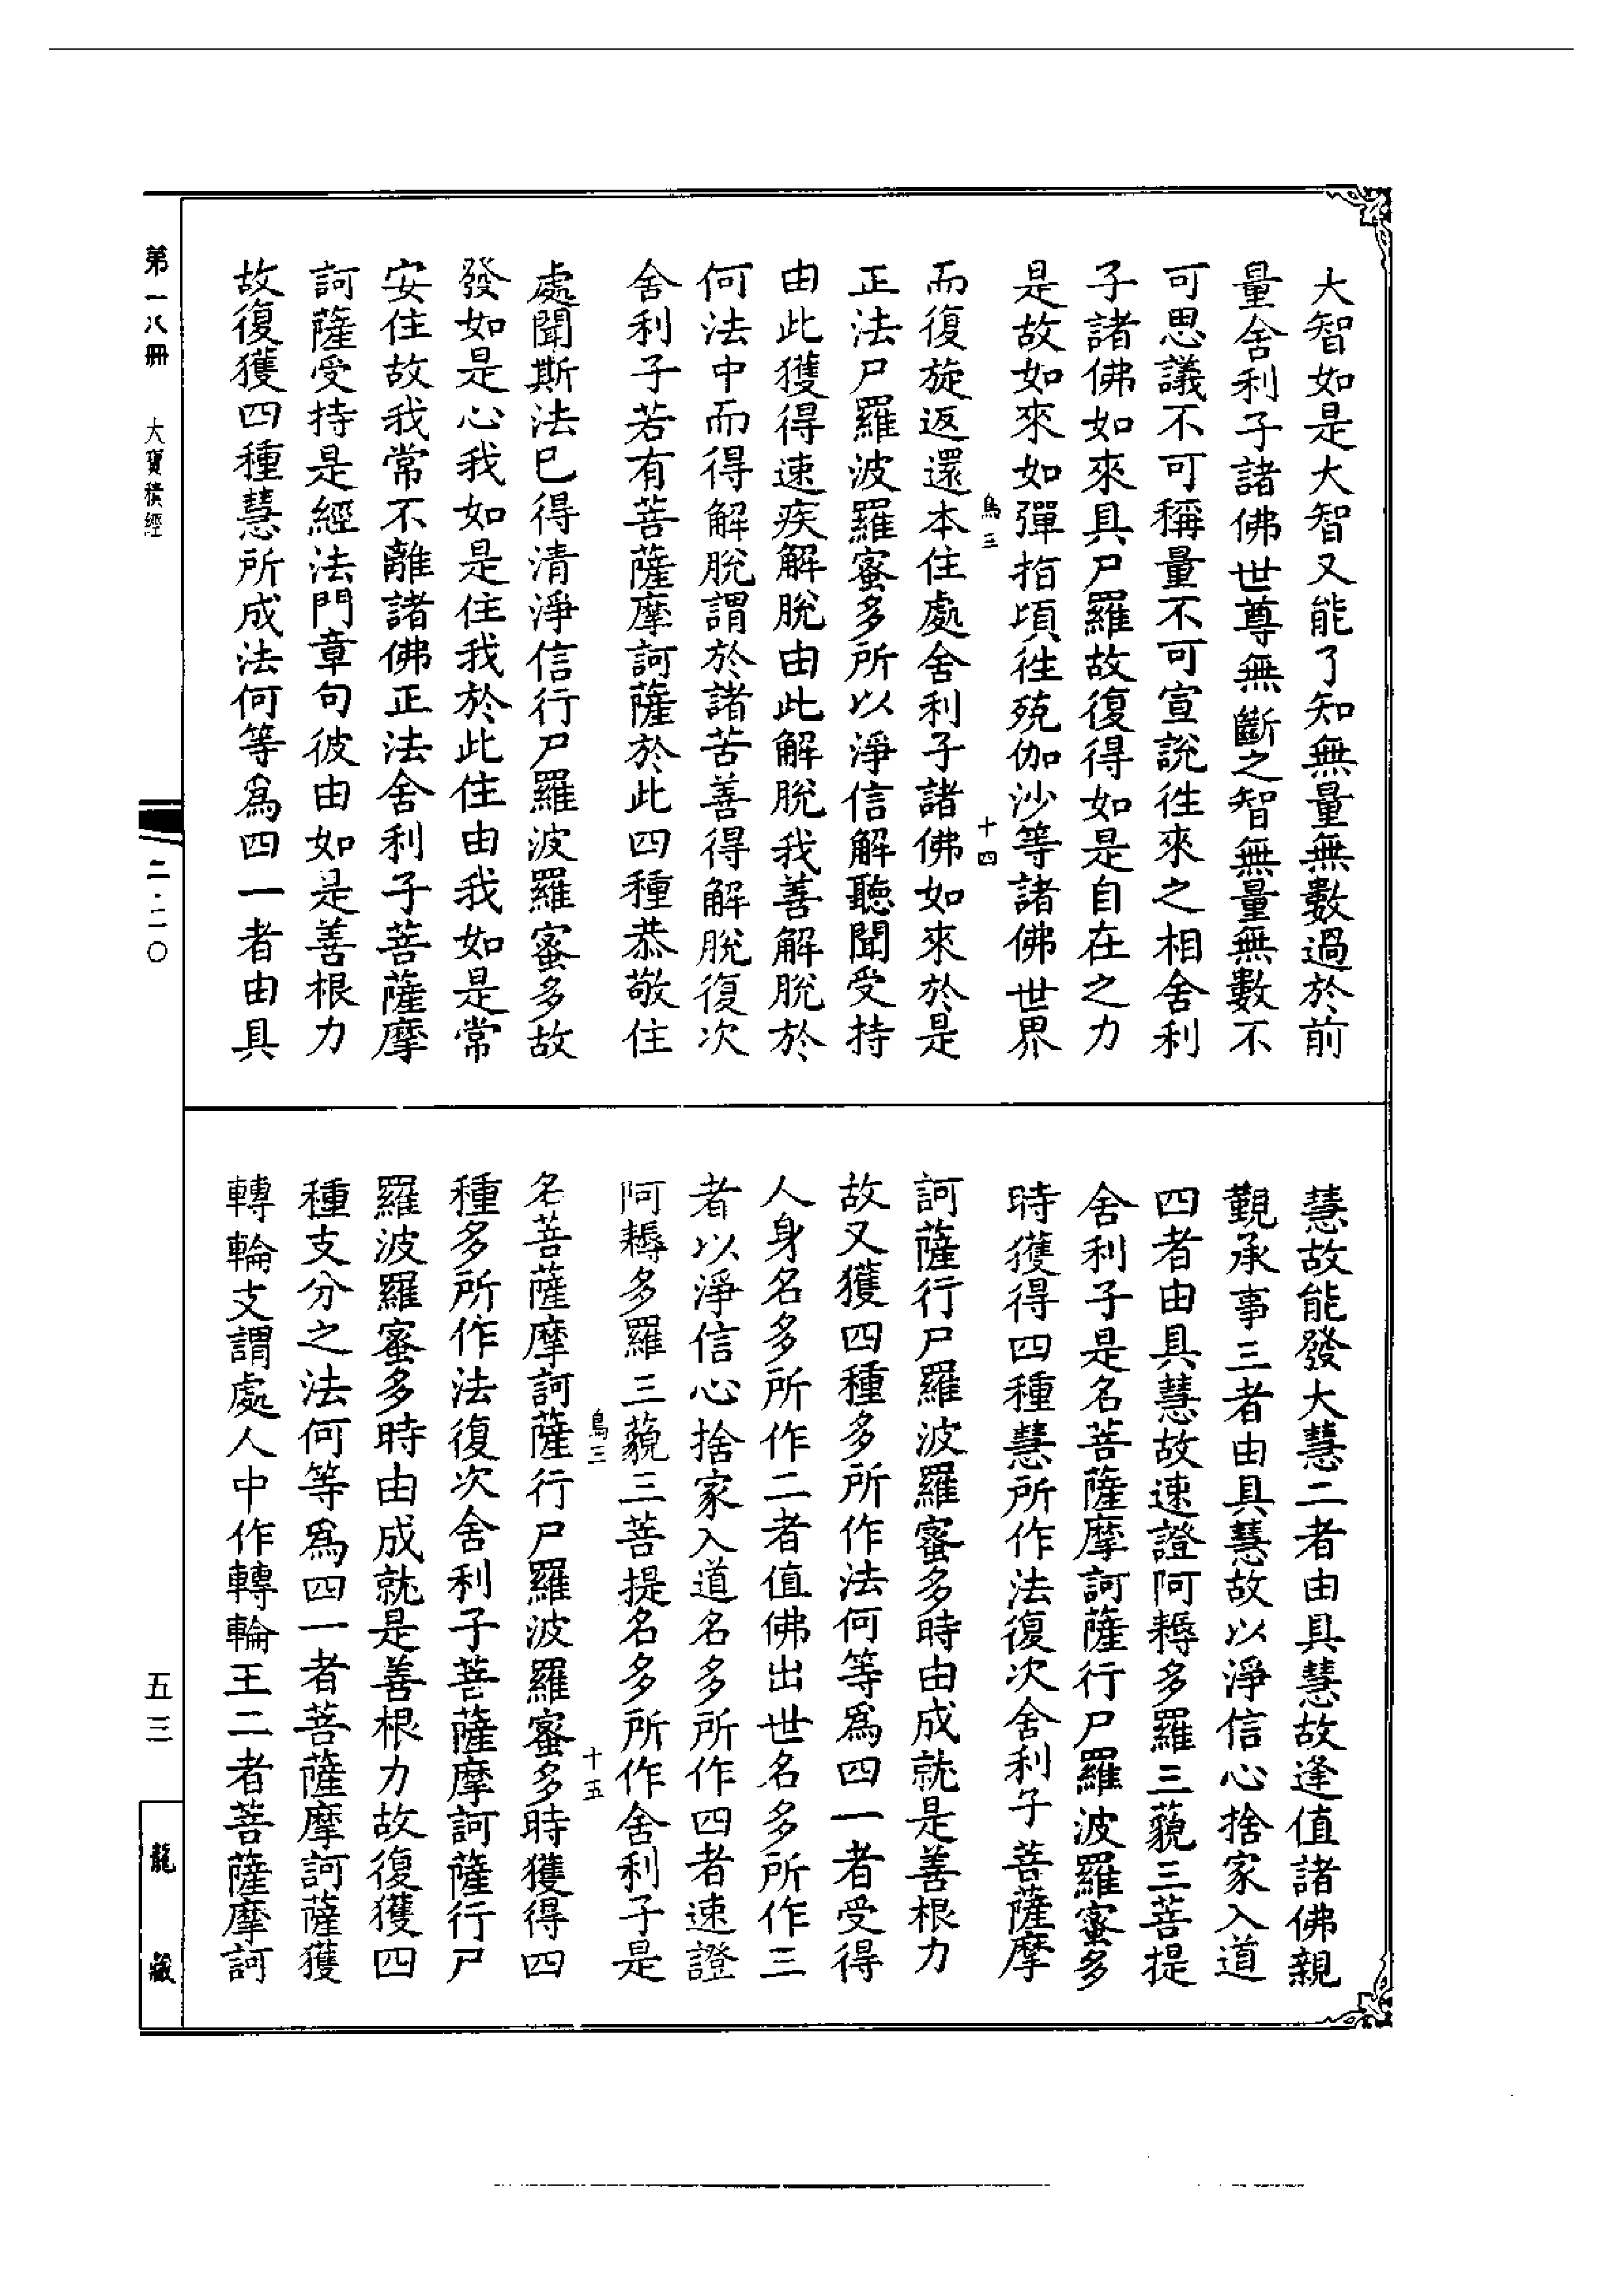 大智如是大智又能了知無量無數過於前
量舍利子諸佛世尊無斷之智無量無數不
可思議不可稱量不可宣說徃來之相舍利
子諸佛如來具尸羅故復得如是自在之力
是故如來如彈指頃徃殑伽沙等諸佛世界
鳥三 十四
而復旋返還本住處舍利子諸佛如來於是
正法尸羅波羅蜜多所以淨信解聽聞受持
由此獲得速疾解脫由此解脫我善解脫於
何法中而得解脫謂於諸苦善得解脫復次
舍利子若有菩薩摩訶薩於此四種恭敬住
處聞斯法已得清淨信行尸羅波羅蜜多故
發如是心我如是住我於此住由我如是常
安住故我常不離諸佛正法舍利子菩薩摩
訶薩受持是經法門章句彼由如是善根力
故復獲四種慧所成法何等爲四一者由具
慧故能發大慧二者由具慧故逢值諸佛親
覲承事三者由具慧故以淨信心捨家入道
四者由具慧故速證阿耨多羅三藐三菩提
舍利子是名菩薩摩訶薩行尸羅波羅蜜多
時獲得四種慧所作法復次舍利子菩薩摩
訶薩行尸羅波羅蜜多時由成就是善根力
故又獲四種多所作法何等爲四一者受得
人身名多所作二者值佛出世名多所作三
者以淨信心捨家入道名多所作四者速證
阿耨多羅三藐三菩提名多所作舍利子是
鳥三 十五
名菩薩摩訶薩行尸羅波羅蜜多時獲得四
種多所作法復次舍利子菩薩摩訶薩行尸
羅波羅蜜多時由成就是善根力故復獲四
種支分之法何等爲四一者菩薩摩訶薩獲
轉輪支謂處人中作轉輪王二者菩薩摩訶
第一八冊 大寶積經 二·二〇 五三 龍藏